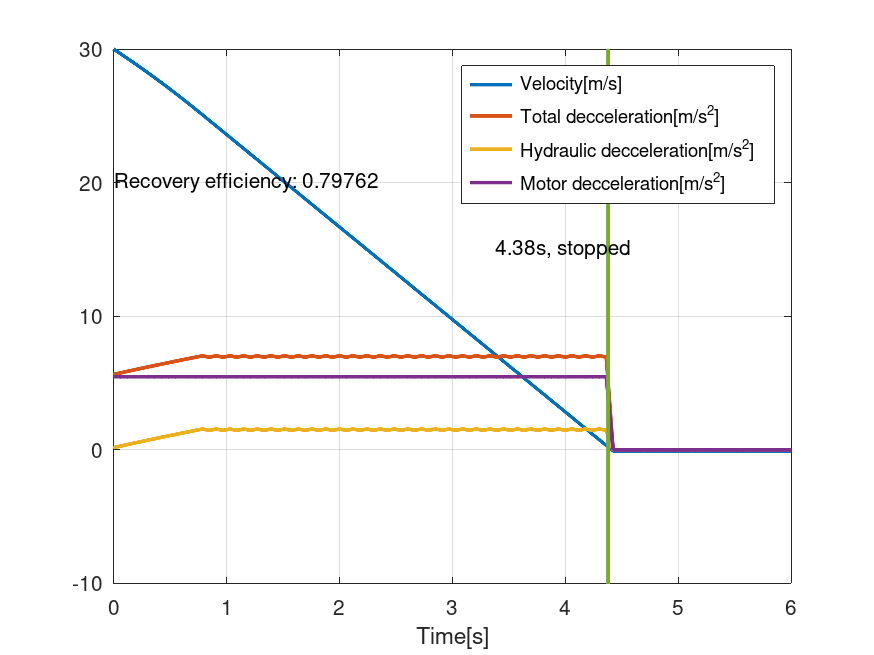 30
Velocity[m/s]
Total decceleration[m/s²]
Hydraulic decceleration[m/s²]
Motor decceleration[m/s²]
20
Recovery efficiency: 0.79762
4.38s, stopped
10
0
-10
0 1 2 3 4 5 6
Time[s]